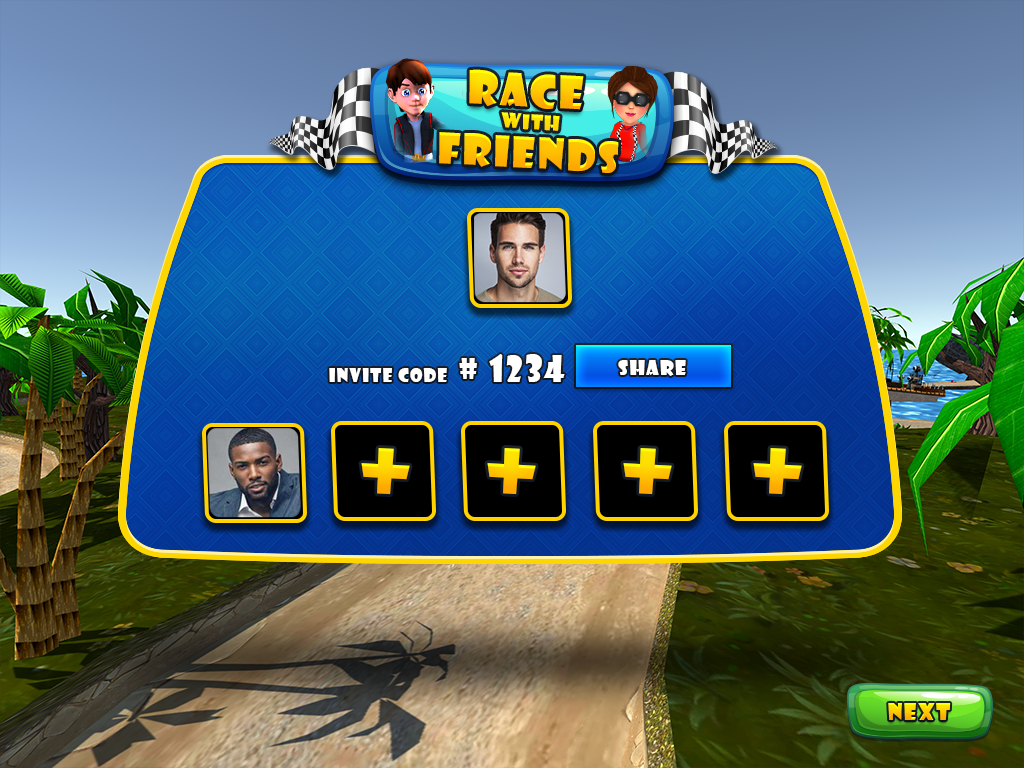 RACE
WITH
FRIENDS
INVITE CODE # 1234 SHARE
NEXT